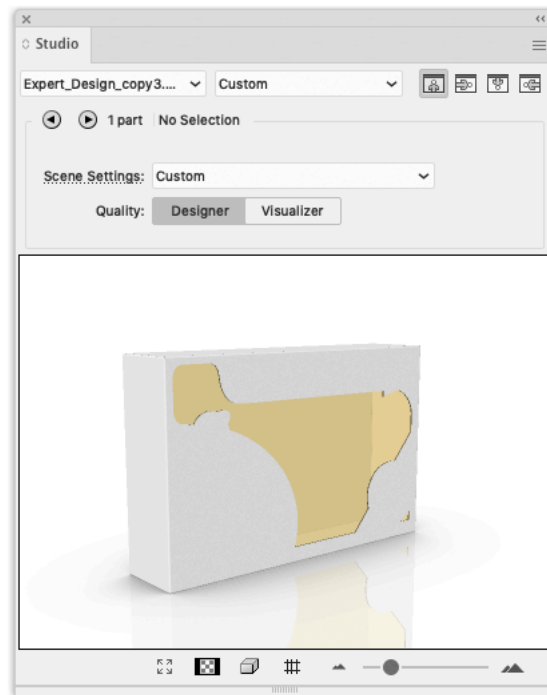 Studio
Expert_Design_copy3.... Custom
1 part No Selection
Scene Settings: Custom
Quality: Designer Visualizer